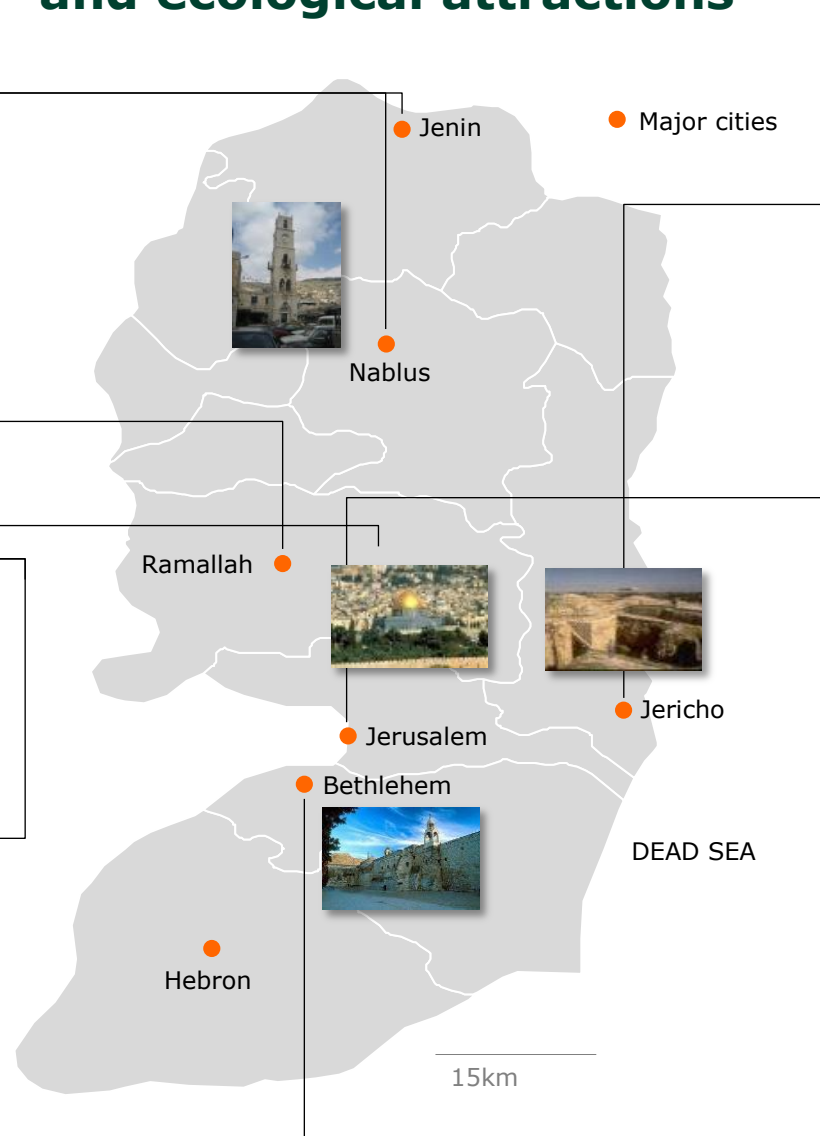 and ecological attractions
Jenin
Major cities
Nablus
Ramallah
Jericho
Jerusalem
Bethlehem
DEAD SEA
Hebron
15km